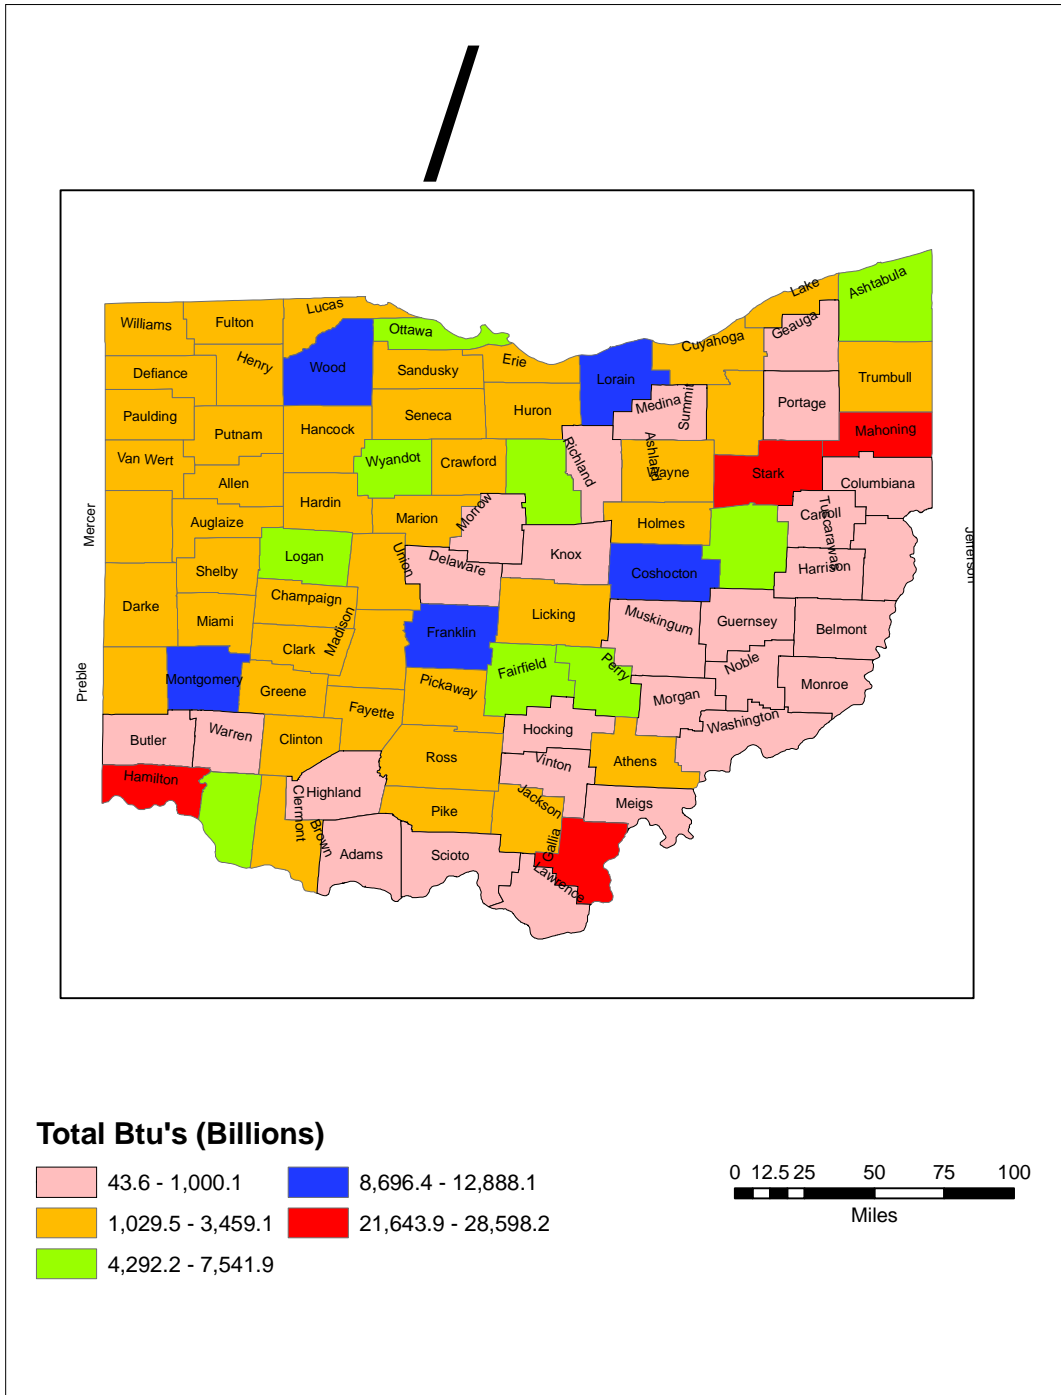 Ashtabula
Lake
Lucas
Geauga
Williams
Fulton
Ottawa
Cuyahoga
Henry
Wood
Erie
Defiance
Sandusky
Lorain
Trumbull
Paulding
Seneca
Huron
Medina
Summit
Portage
Hancock
Putnam
Mahoning
Van Wert
Wyandot
Crawford
Richland
Ashland
Wayne
Stark
Allen
Columbiana
Mercer
Hardin
Auglaize
Marion
Morrow
Holmes
Carroll
Tuscarawas
Jefferson
Logan
Union
Delaware
Knox
Coshocton
Harrison
Shelby
Champaign
Darke
Miami
Madison
Licking
Muskingum
Guernsey
Belmont
Clark
Franklin
Preble
Montgomery
Greene
Pickaway
Fairfield
Perry
Noble
Monroe
Fayette
Morgan
Washington
Butler
Warren
Clinton
Ross
Hocking
Vinton
Athens
Hamilton
Clermont
Highland
Pike
Jackson
Meigs
Brown
Adams
Scioto
Gallia
Lawrence
Total Btu's (Billions)
43.6 - 1,000.1
1,029.5 - 3,459.1
4,292.2 - 7,541.9
8,696.4 - 12,888.1
21,643.9 - 28,598.2
0 12.5 25 50 75 100
Miles